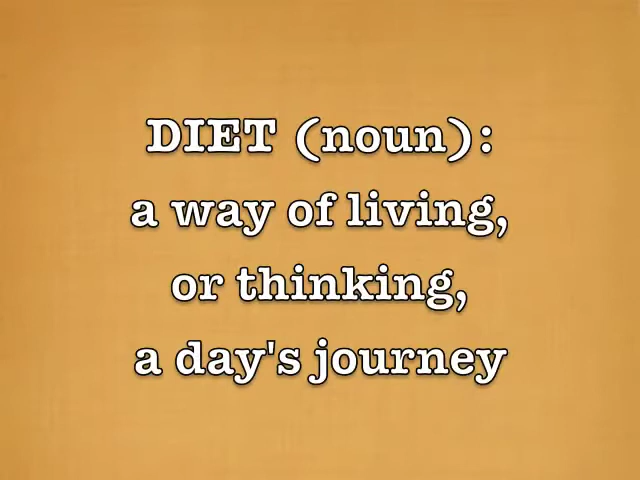 DIET (noun):
a way of living,
or thinking,
a day's journey